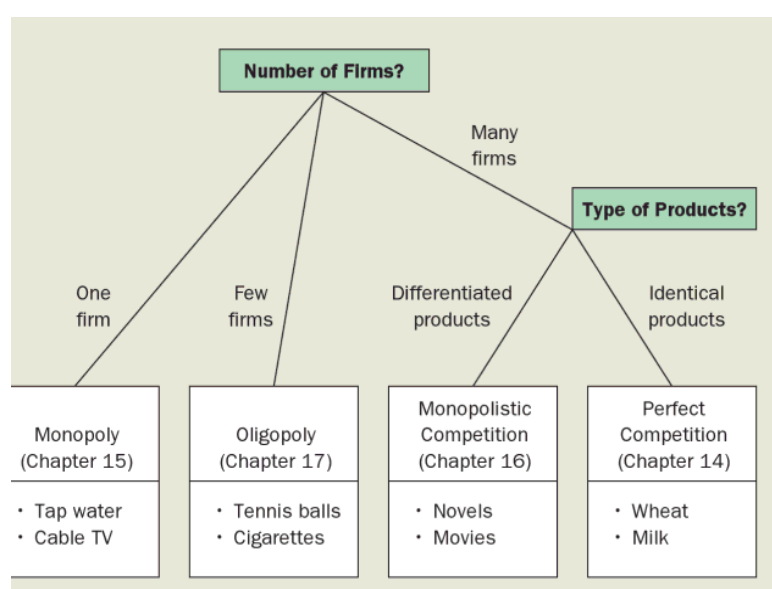 Number of Firms?
Many
firms
Type of Products?
One
firm
Few
firms
Differentiated
products
Identical
products
Monopoly
(Chapter 15)
• Tap water
• Cable TV
Oligopoly
(Chapter 17)
• Tennis balls
• Cigarettes
Monopolistic
Competition
(Chapter 16)
• Novels
• Movies
Perfect
Competition
(Chapter 14)
• Wheat
• Milk